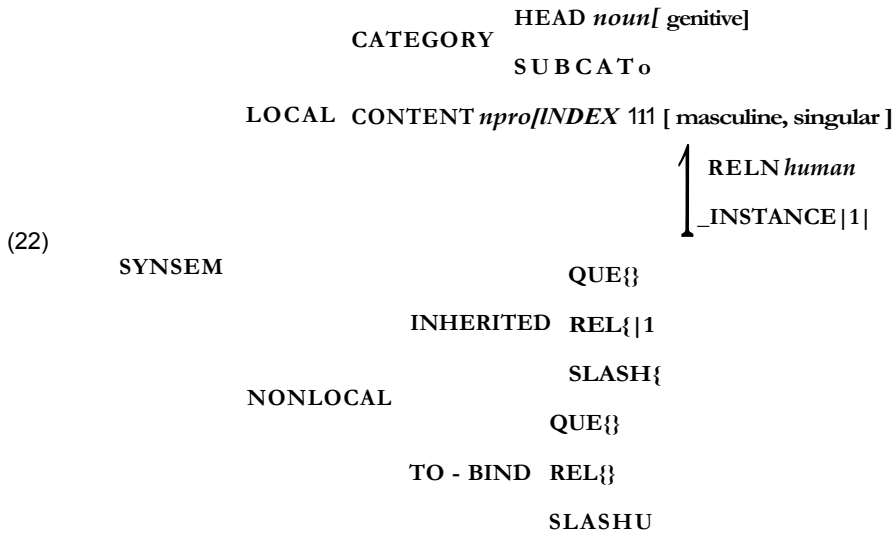 HEAD noun[ genitive]
CATEGORY
SUBCATo
LOCAL CONTENT npro[lNDEX 111 [ masculine, singular ]
RELN human
_INSTANCE|1|
(22)
SYNSEM
QUE{}
INHERITED REL{|1
SLASH{
NONLOCAL
QUE{}
TO - BIND REL{}
SLASHU